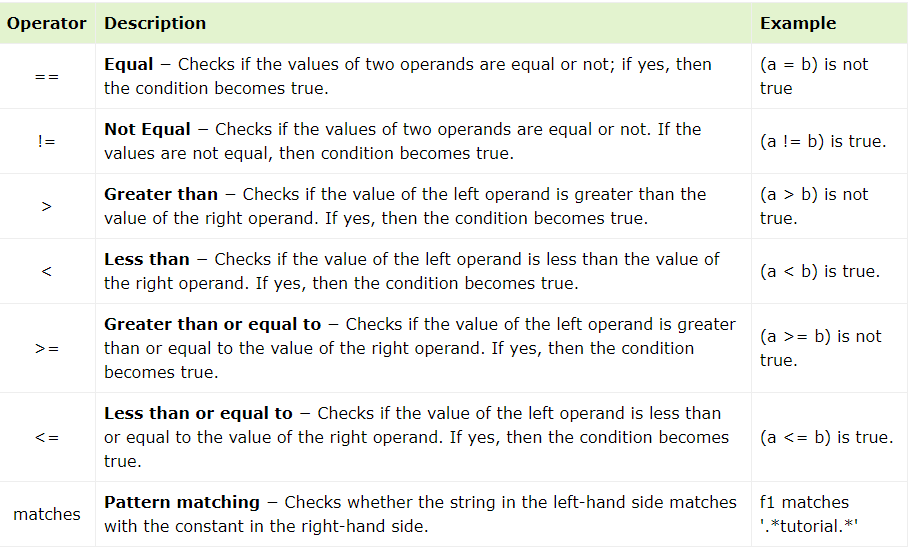 Operator Description Example
== Equal − Checks if the values of two operands are equal or not; if yes, then the condition becomes true. (a = b) is not true
!= Not Equal − Checks if the values of two operands are equal or not. If the values are not equal, then condition becomes true. (a != b) is true.
> Greater than − Checks if the value of the left operand is greater than the value of the right operand. If yes, then the condition becomes true. (a > b) is not true.
< Less than − Checks if the value of the left operand is less than the value of the right operand. If yes, then the condition becomes true. (a < b) is true.
>= Greater than or equal to − Checks if the value of the left operand is greater than or equal to the value of the right operand. If yes, then the condition becomes true. (a >= b) is not true.
<= Less than or equal to − Checks if the value of the left operand is less than or equal to the value of the right operand. If yes, then the condition becomes true. (a <= b) is true.
matches Pattern matching − Checks whether the string in the left-hand side matches with the constant in the right-hand side. f1 matches '.*tutorial.*'